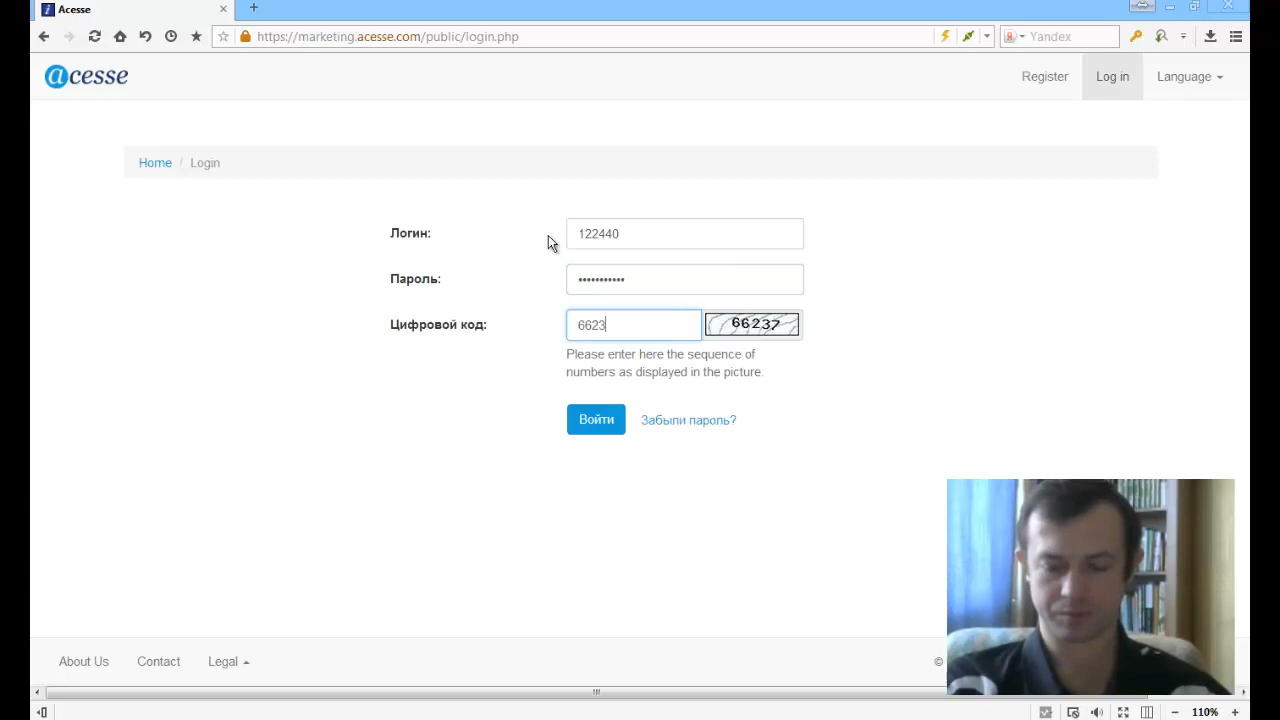 Acesse
https://marketing.acesse.com/public/login.php
Yandex
acesse
Register
Log in
Language
Home / Login
Логин:
122440
Пароль:
•••••••••••
Цифровой код:
6623
66237
Please enter here the sequence of
numbers as displayed in the picture.
Войти
Забыли пароль?
About Us
Contact
Legal
©
110%